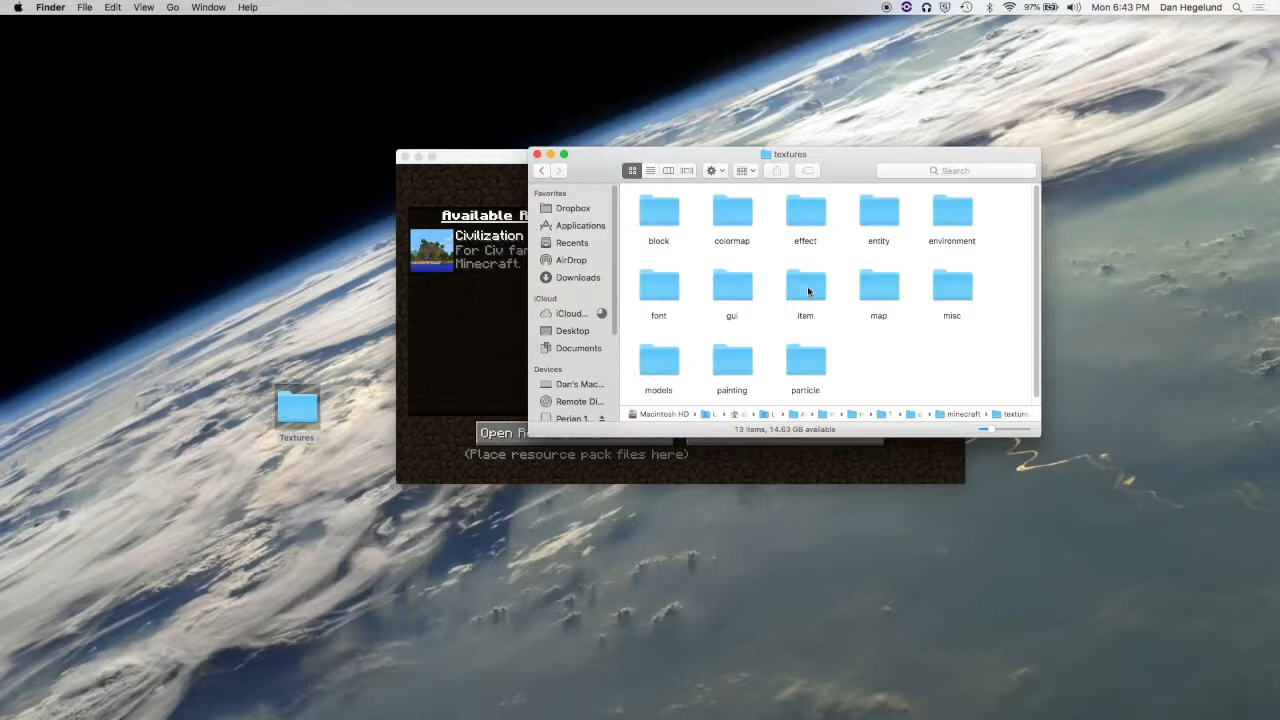 Finder File Edit View Go Window Help 97% Mon 6:43 PM Dan Hegelund
textures
Search
Favorites
Dropbox
Applications
Recents
AirDrop
Downloads
iCloud
iCloud...
Desktop
Documents
Devices
Dan's Mac...
Remote Di...
Perian 1...
block colormap effect entity environment
font gui item map misc
models painting particle
Macintosh HD minecraft texture
13 items, 14.63 GB available
Available
Civilization
For Civ
Minecraft.
Open
(Place resource pack files here)
Textures